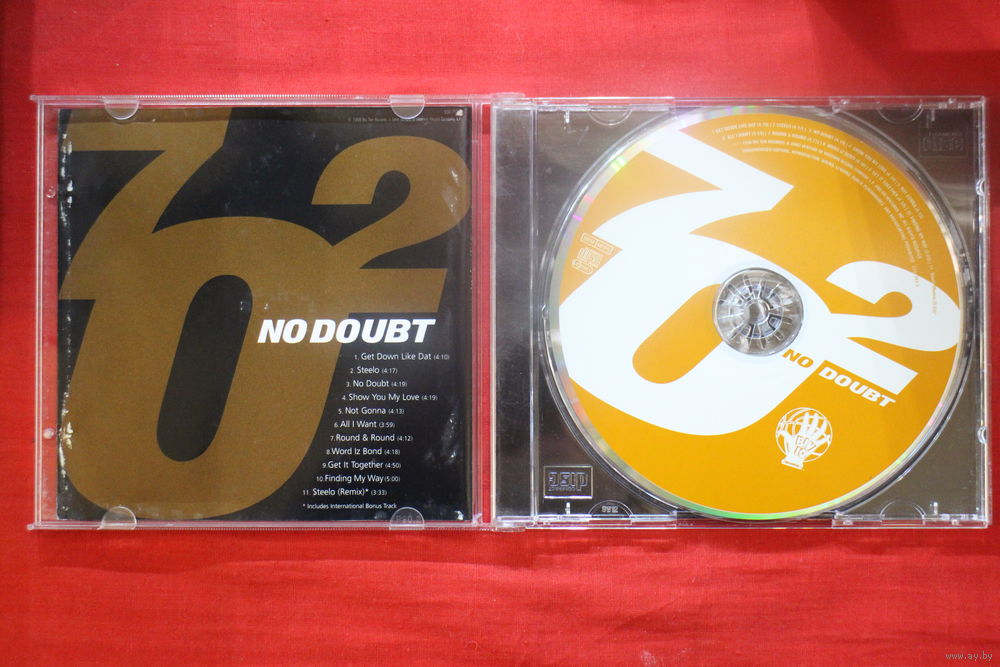 702
NO DOUBT
1. Get Down Like Dat (4:10)
2. Steelo (4:17)
3. No Doubt (4:19)
4. Show You My Love (4:19)
5. Not Gonna (4:13)
6. All I Want (3:59)
7. Round & Round (4:12)
8. Word Iz Bond (4:18)
9. Get It Together (4:50)
10. Finding My Way (5:00)
11. Steelo (Remix)* (3:33)
* Includes International Bonus Track
702
NO DOUBT
BIV
10
disc
www.ay.by